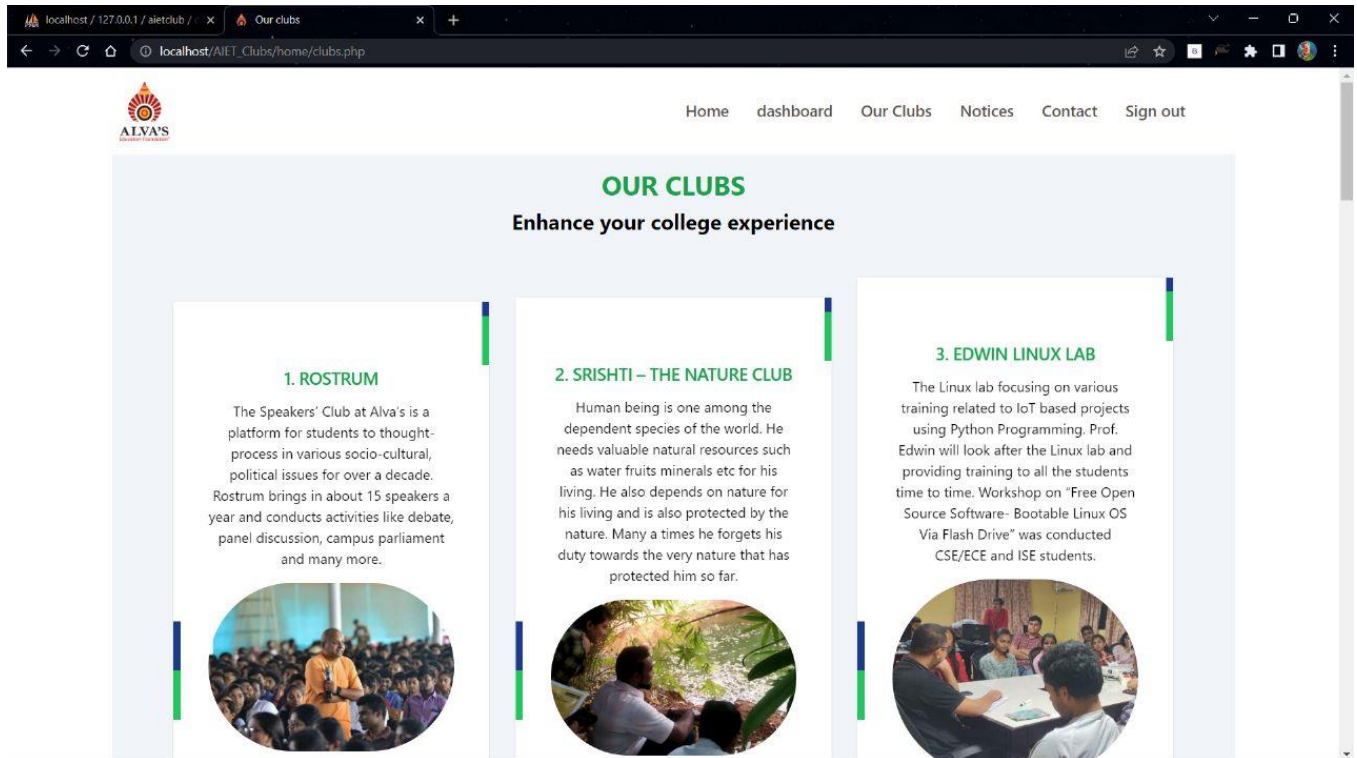 localhost / 127.0.0.1 / aietclub /
Our clubs
localhost/AIET_Clubs/home/clubs.php
ALVA'S
Education Foundation
Home dashboard Our Clubs Notices Contact Sign out
OUR CLUBS
Enhance your college experience
1. ROSTRUM
The Speakers' Club at Alva's is a
platform for students to thought-
process in various socio-cultural,
political issues for over a decade.
Rostrum brings in about 15 speakers a
year and conducts activities like debate,
panel discussion, campus parliament
and many more.
2. SRISHTI – THE NATURE CLUB
Human being is one among the
dependent species of the world. He
needs valuable natural resources such
as water fruits minerals etc for his
living. He also depends on nature for
his living and is also protected by the
nature. Many a times he forgets his
duty towards the very nature that has
protected him so far.
3. EDWIN LINUX LAB
The Linux lab focusing on various
training related to IoT based projects
using Python Programming. Prof.
Edwin will look after the Linux lab and
providing training to all the students
time to time. Workshop on "Free Open
Source Software- Bootable Linux OS
Via Flash Drive" was conducted
CSE/ECE and ISE students.